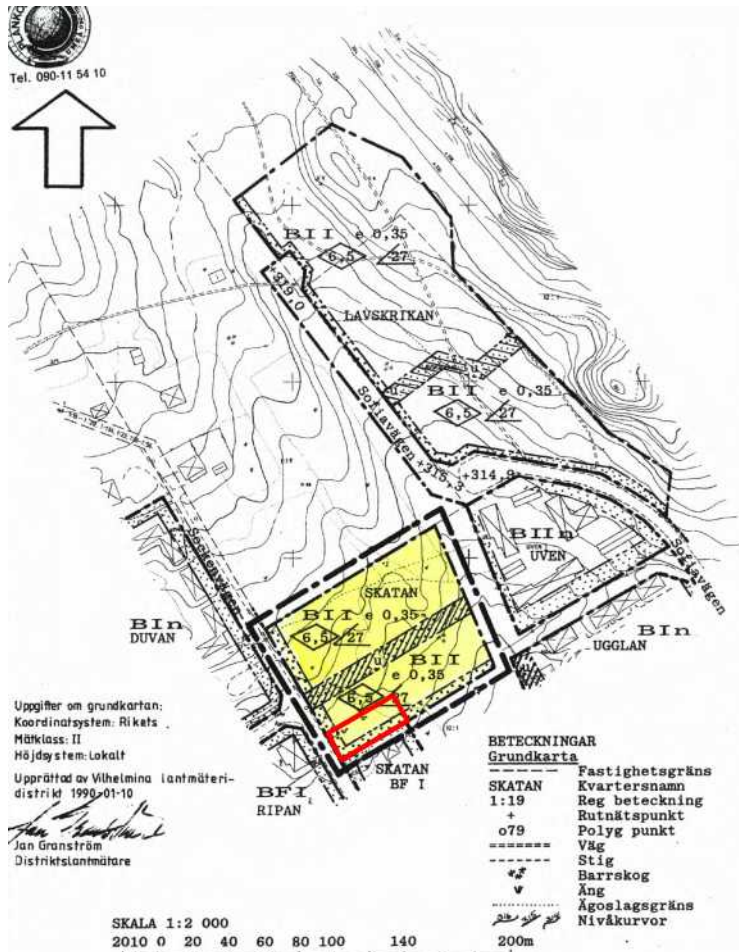 PLANKO
Tel. 090-11 54 10
BII e 0,35
6,5 27
+319,0
LAVSKRIKAN
u
BII e 0,35
6,5 27
Sofiavägen +315,3
+314,9
BIIn
UVEN
Sofiavägen
Sockenvägen
SKATAN
BII e 0,35
6,5 27
BIn
DUVAN
BIn
UGGLAN
u
BII
e 0,35
6,5 27
Uppgifter om grundkartan:
Koordinatsystem: Rikets
Mätklass: II
Höjdsystem: Lokalt
Upprättad av Vilhelmina lantmäteri-
distrikt 1990-01-10
Jan Granström
Distriktslantmätare
BFI
RIPAN
SKATAN
BF I
BETECKNINGAR
Grundkarta
Fastighetsgräns
SKATAN Kvartersnamn
1:19 Reg beteckning
+ Rutnätspunkt
o79 Polyg punkt
Väg
Stig
Barrskog
Äng
Ägoslagsgräns
Nivåkurvor
SKALA 1:2 000
2010 0 20 40 60 80 100 140 200m